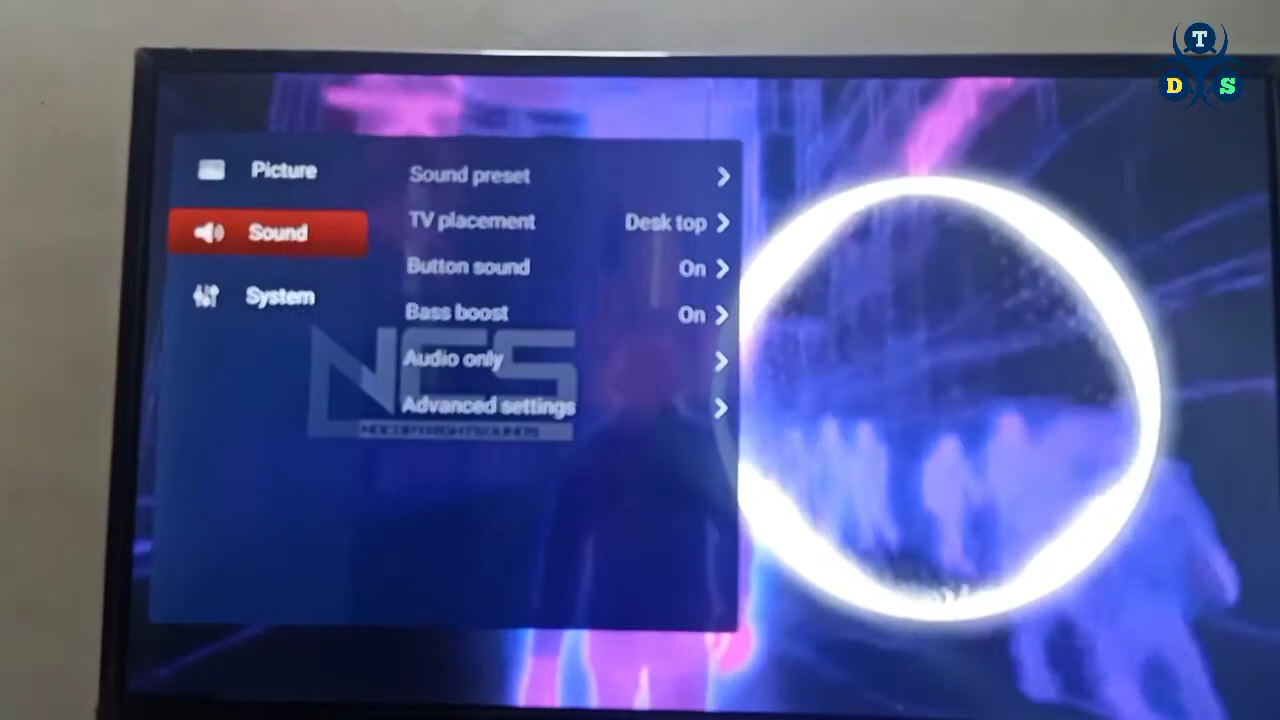 T
D S
Picture
Sound
System
Sound preset
TV placement Desk top
Button sound On
Bass boost On
Audio only
Advanced settings
NCS
NOCOPYRIGHTSOUNDS